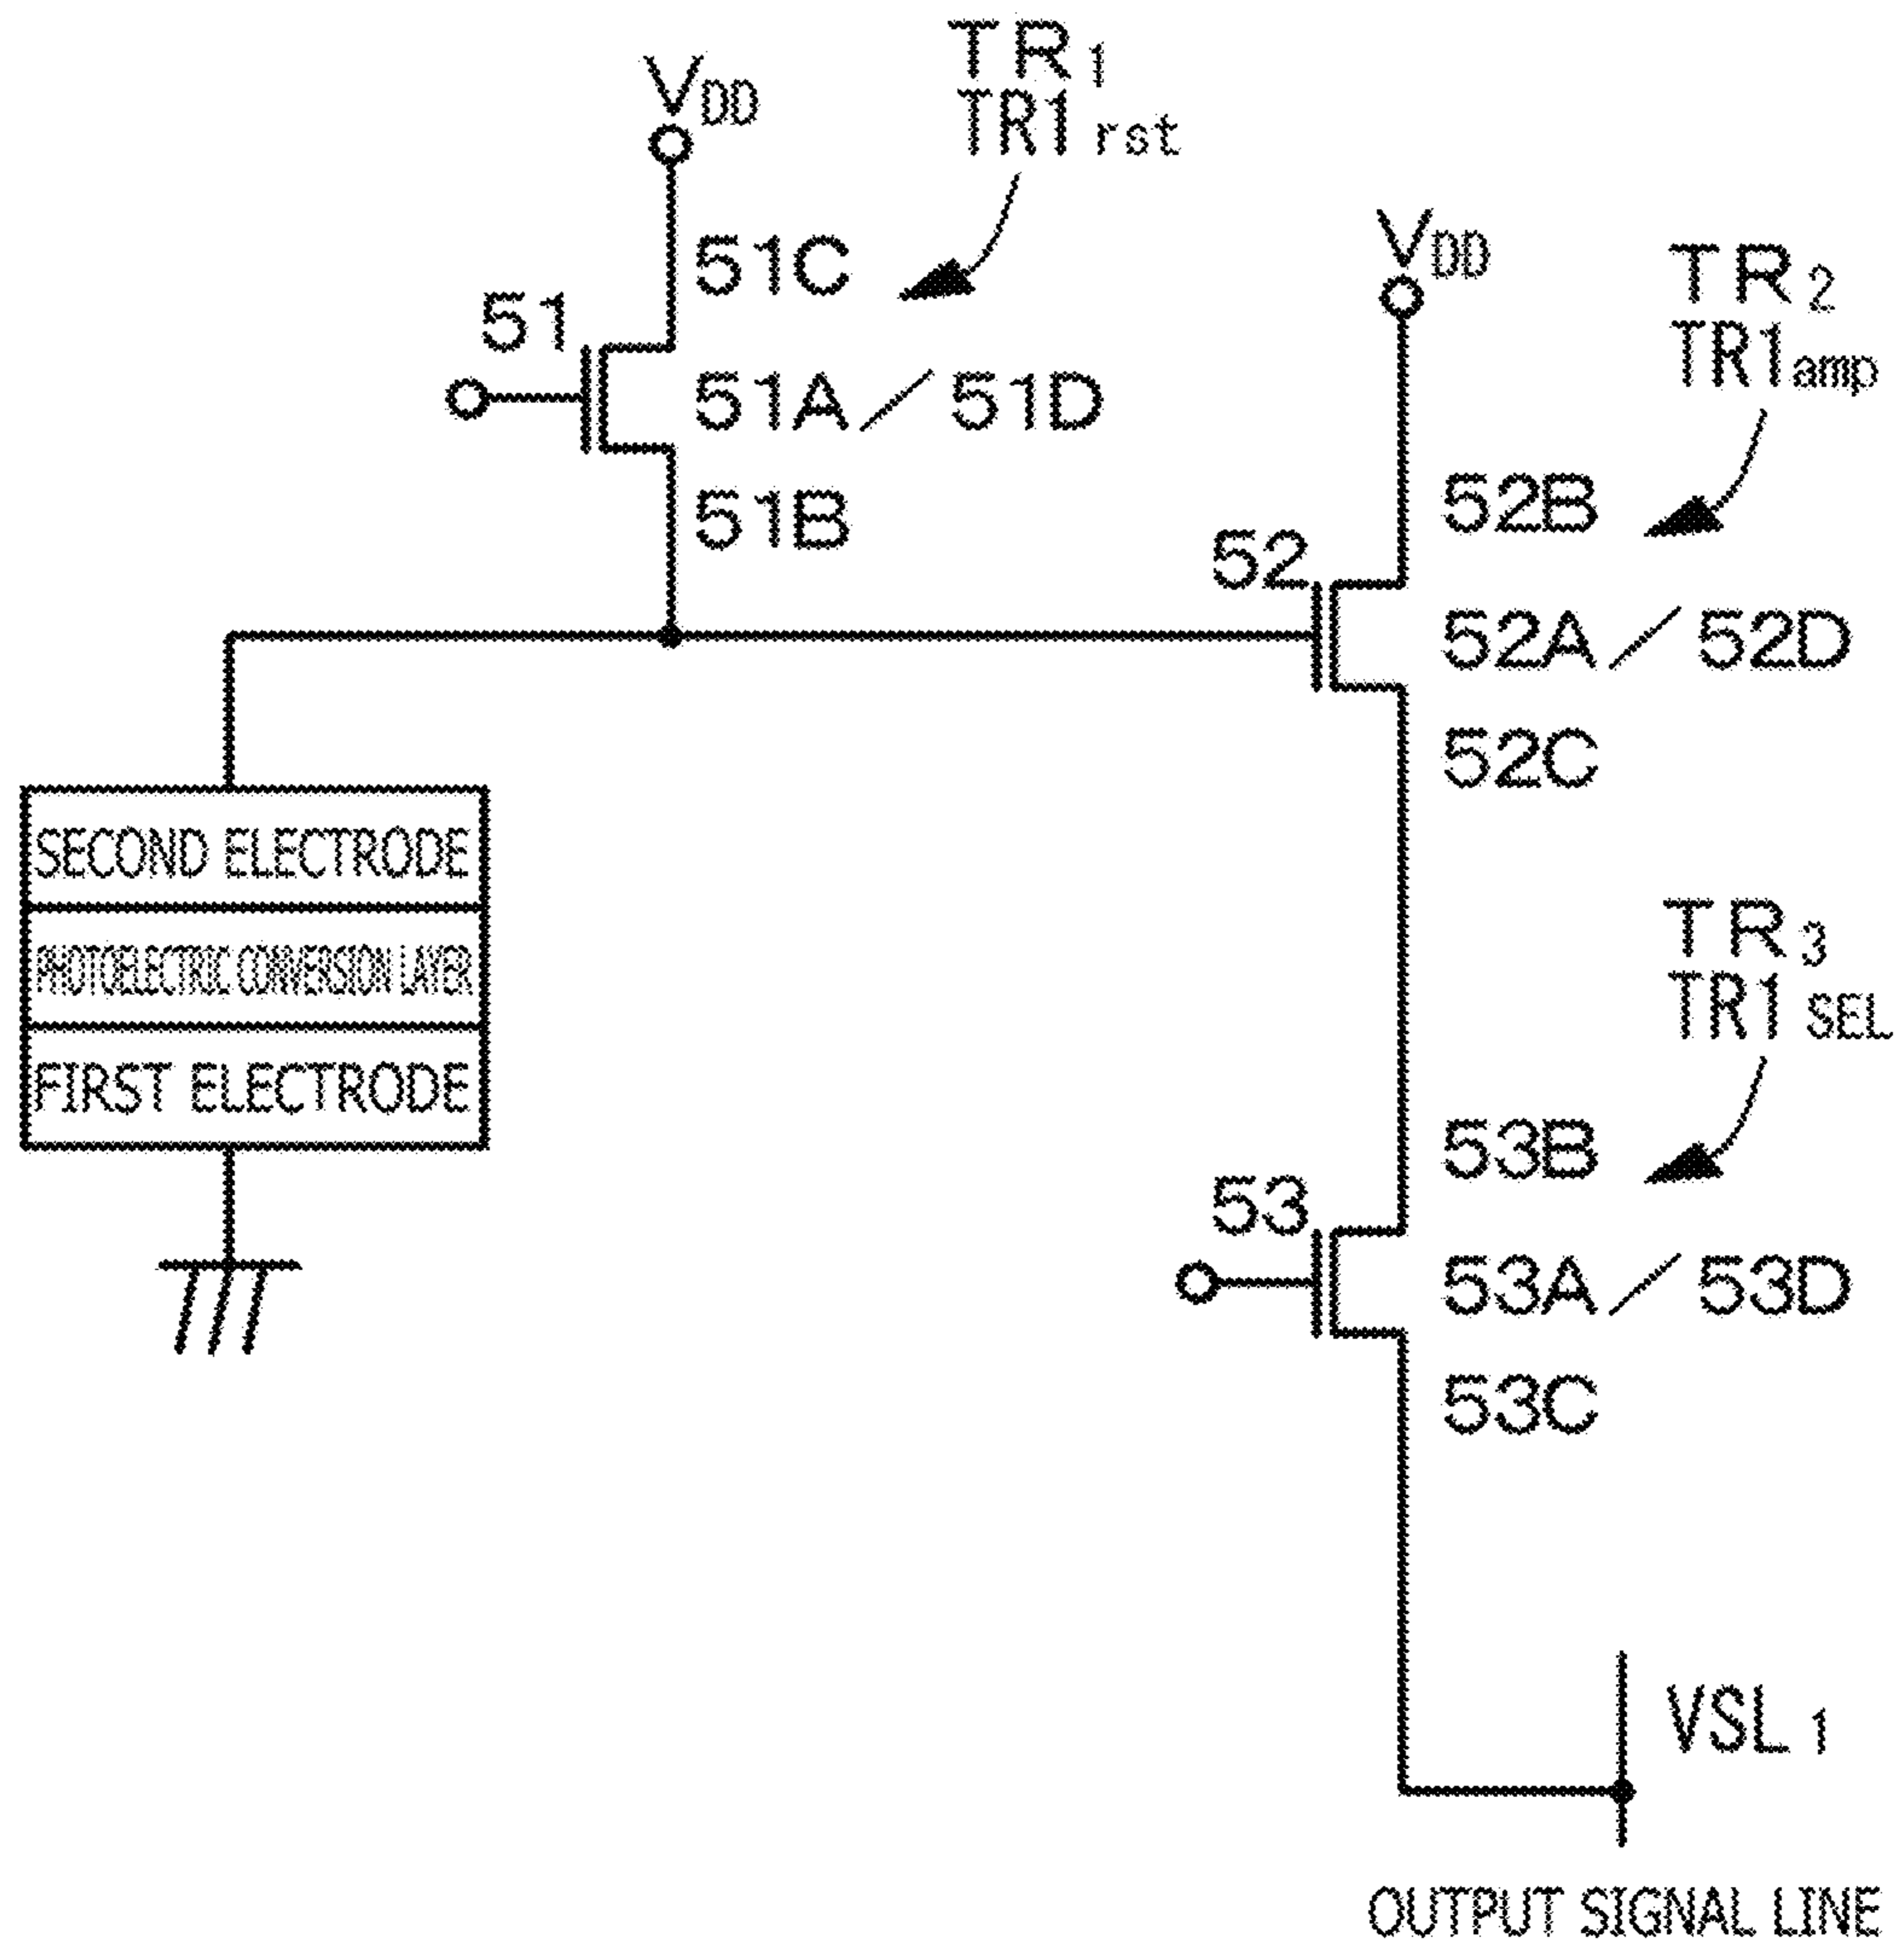 VDD
TR1
TR1rst
51C
51
51A/51D
51B
VDD
TR2
TR1amp
52B
52
52A/52D
52C
SECOND ELECTRODE
PHOTOELECTRIC CONVERSION LAYER
FIRST ELECTRODE
TR3
TR1SEL
53B
53
53A/53D
53C
VSL1
OUTPUT SIGNAL LINE